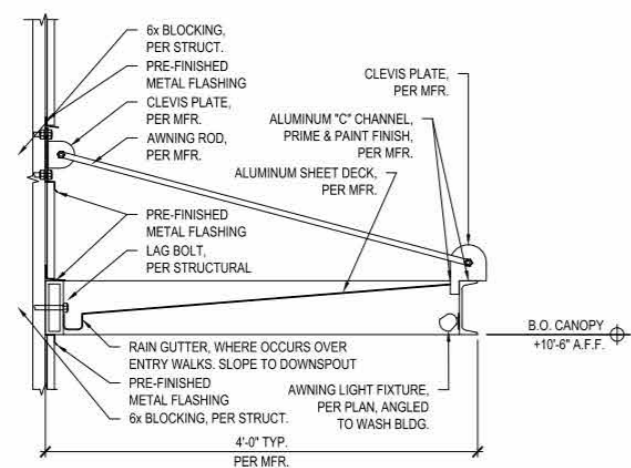 6x BLOCKING,
PER STRUCT.
PRE-FINISHED
METAL FLASHING
CLEVIS PLATE,
PER MFR.
AWNING ROD,
PER MFR.
CLEVIS PLATE,
PER MFR.
ALUMINUM "C" CHANNEL,
PRIME & PAINT FINISH,
PER MFR.
ALUMINUM SHEET DECK,
PER MFR.
PRE-FINISHED
METAL FLASHING
LAG BOLT,
PER STRUCTURAL
B.O. CANOPY
+10'-6" A.F.F.
RAIN GUTTER, WHERE OCCURS OVER
ENTRY WALKS. SLOPE TO DOWNSPOUT
PRE-FINISHED
METAL FLASHING
6x BLOCKING, PER STRUCT.
AWNING LIGHT FIXTURE,
PER PLAN, ANGLED
TO WASH BLDG.
4'-0" TYP.
PER MFR.